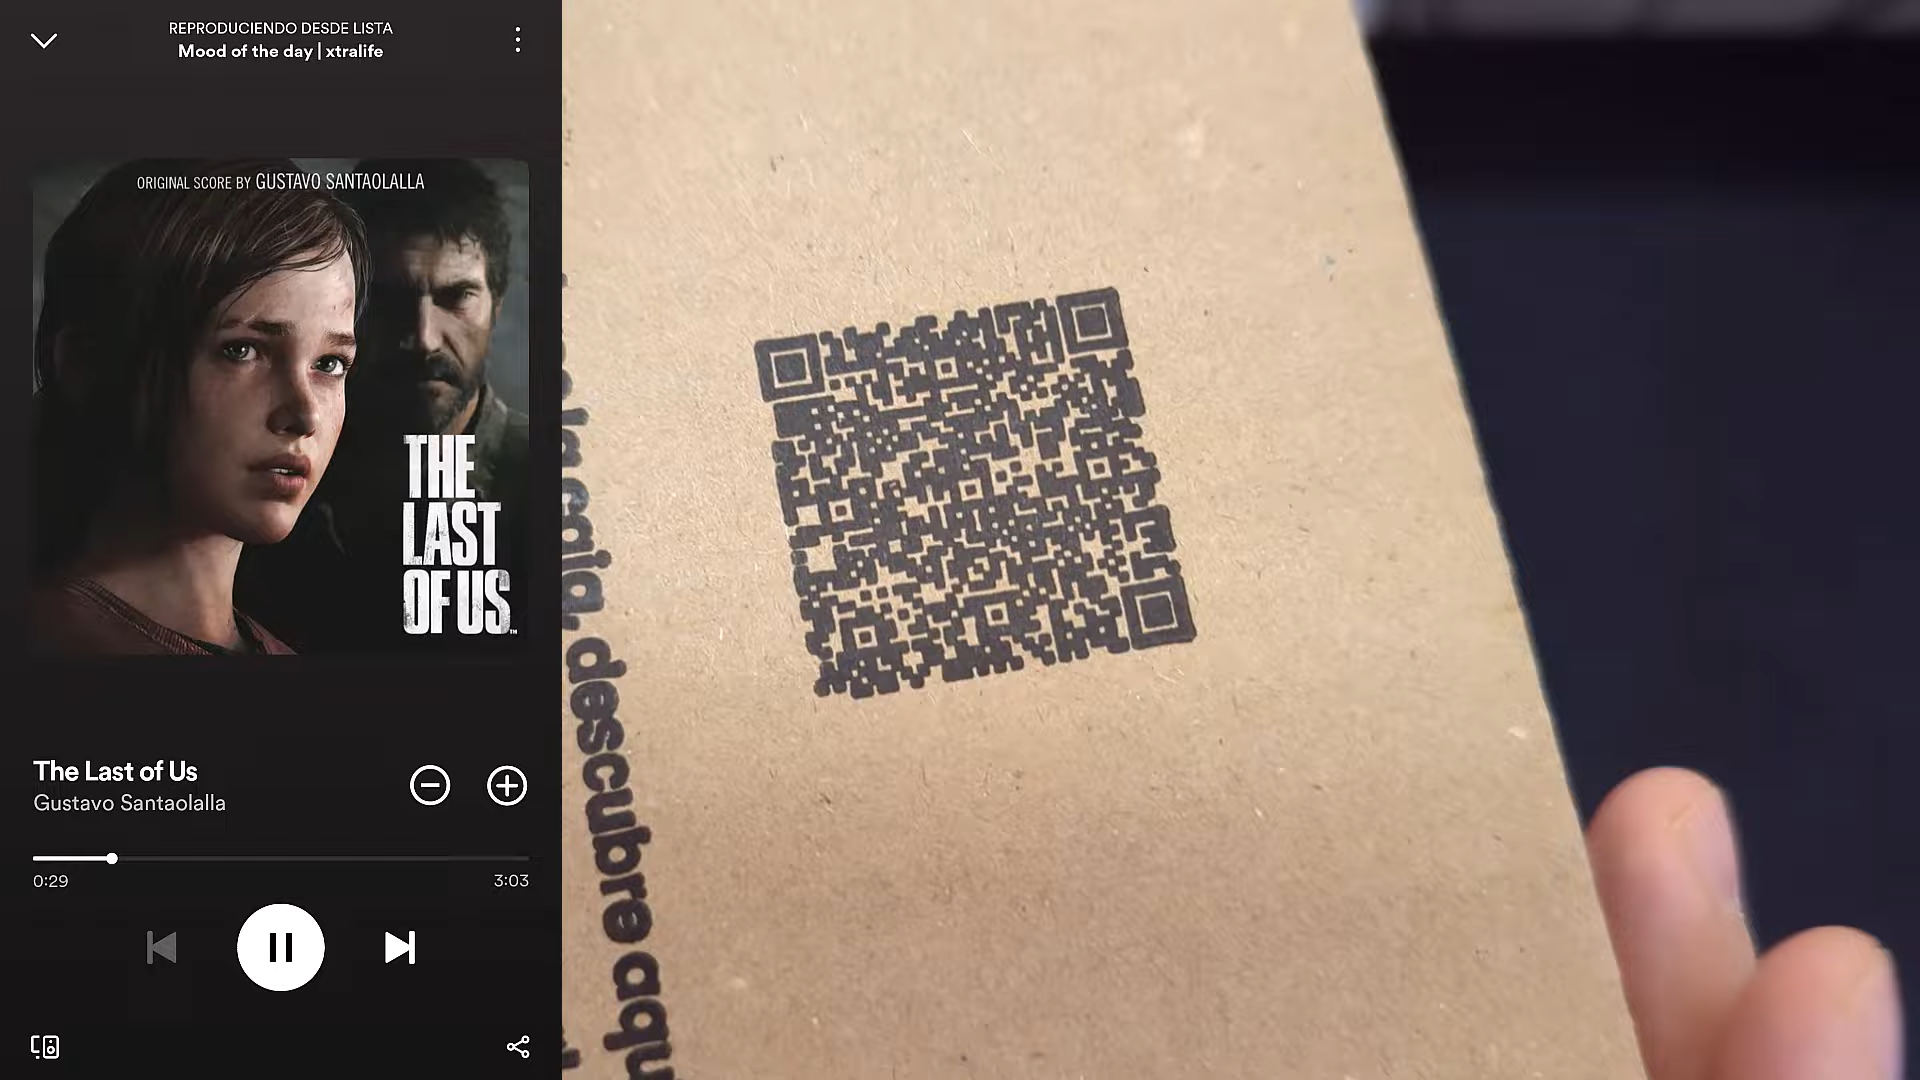 REPRODUCIENDO DESDE LISTA
Mood of the day | xtralife
ORIGINAL SCORE BY GUSTAVO SANTAOLALLA
THE
LAST
OF US™
The Last of Us
Gustavo Santaolalla
0:29
3:03
descubre aqu